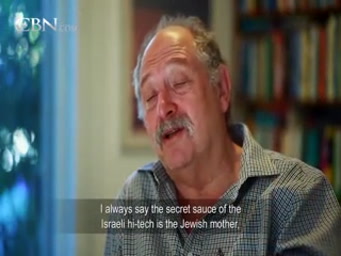 CBN.COM
I always say the secret sauce of the
Israeli hi-tech is the Jewish mother,